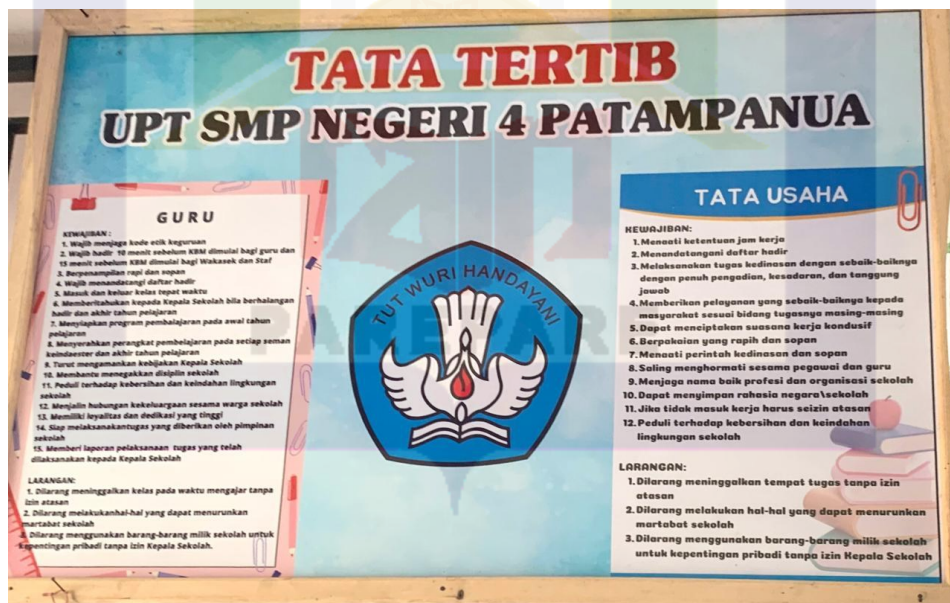 TATA TERTIB
UPT SMP NEGERI 4 PATAMPANUA
GURU
KEWAJIBAN :
1. Wajib menjaga kode etik keguruan
2. Wajib hadir 10 menit sebelum KBM dimulai bagi guru dan
15 menit sebelum KBM dimulai bagi Wakasek dan Staf
3. Berpenampilan rapi dan sopan
4. Wajib menandatangi daftar hadir
5. Masuk dan keluar kelas tepat waktu
6. Memberitahukan kepada Kepala Sekolah bila berhalangan
hadir dan akhir tahun pelajaran
7. Menyiapkan program pembalajaran pada awal tahun
pelajaran
8. Menyerahkan perangkat pembelajaran pada setiap seman
keindaester dan akhir tahun pelajaran
9. Turut mengamankan kebijakan Kepala Sekolah
10. Membantu menegakkan disiplin sekolah
11. Peduli terhadap kebersihan dan keindahan lingkungan
sekolah
12. Menjalin hubungan kekeluargaan sesama warga sekolah
13. Memiliki loyalitas dan dedikasi yang tinggi
14. Siap melaksanakantugas yang diberikan oleh pimpinan
sekolah
15. Memberi laporan pelaksanaan tugas yang telah
dilaksanakan kepada Kepala Sekolah
LARANGAN:
1. Dilarang meninggalkan kelas pada waktu mengajar tanpa
izin atasan
2. Dilarang melakukanhal-hal yang dapat menurunkan
martabat sekolah
3. Dilarang menggunakan barang-barang milik sekolah untuk
kepentingan pribadi tanpa izin Kepala Sekolah.
TUT WURI HANDAYANI
TATA USAHA
KEWAJIBAN:
1. Menaati ketentuan jam kerja
2. Menandatangani daftar hadir
3. Melaksanakan tugas kedinasan dengan sebaik-baiknya
dengan penuh pengadian, kesadaran, dan tanggung
jawab
4. Memberikan pelayanan yang sebaik-baiknya kepada
masyarakat sesuai bidang tugasnya masing-masing
5. Dapat menciptakan suasana kerja kondusif
6. Berpakaian yang rapih dan sopan
7. Menaati perintah kedinasan dan sopan
8. Saling menghormati sesama pegawai dan guru
9. Menjaga nama baik profesi dan organisasi sekolah
10. Dapat menyimpan rahasia negara\sekolah
11. Jika tidak masuk kerja harus seizin atasan
12. Peduli terhadap kebersihan dan keindahan
lingkungan sekolah
LARANGAN:
1. Dilarang meninggalkan tempat tugas tanpa izin
atasan
2. Dilarang melakukan hal-hal yang dapat menurunkan
martabat sekolah
3. Dilarang menggunakan barang-barang milik sekolah
untuk kepentingan pribadi tanpa izin Kepala Sekolah